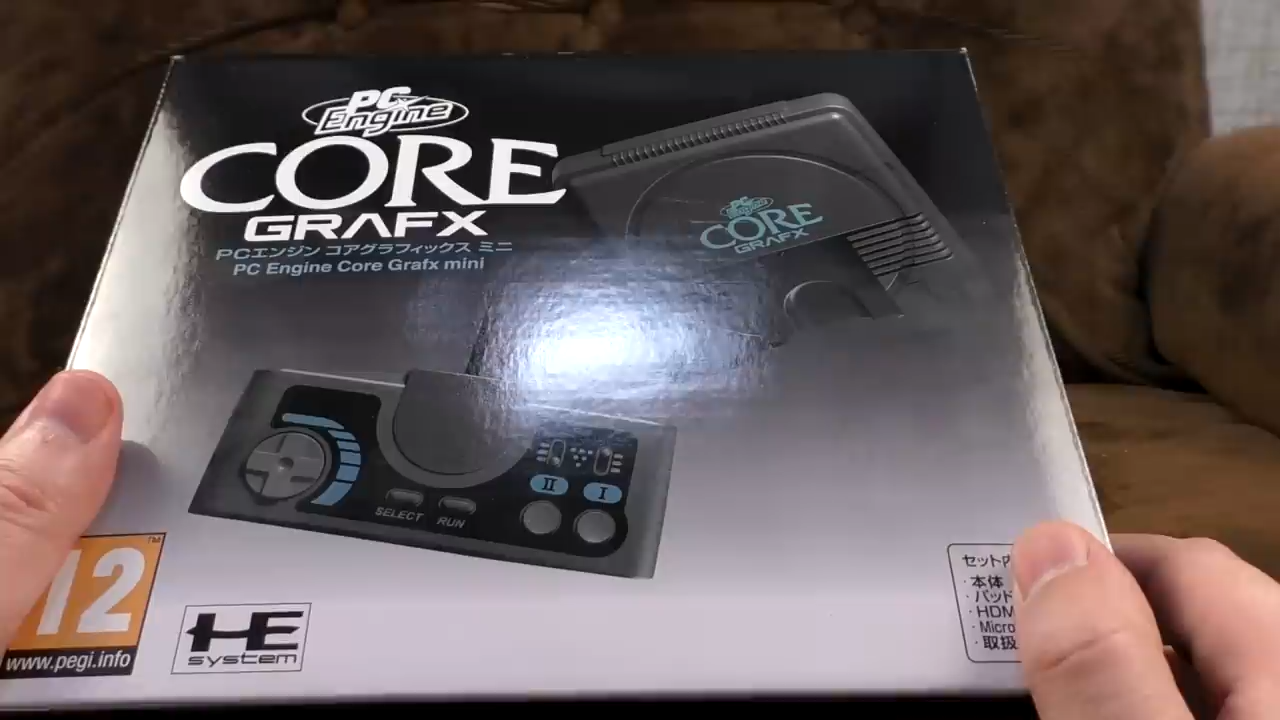 PC Engine
CORE
GRAFX
PCエンジン コアグラフィックス ミニ
PC Engine Core Grafx mini
PC Engine
CORE
GRAFX
II I
SELECT RUN
12
TM
www.pegi.info
HE
system
セット
・本体
・パッド
・HDM
・Micro
・取扱